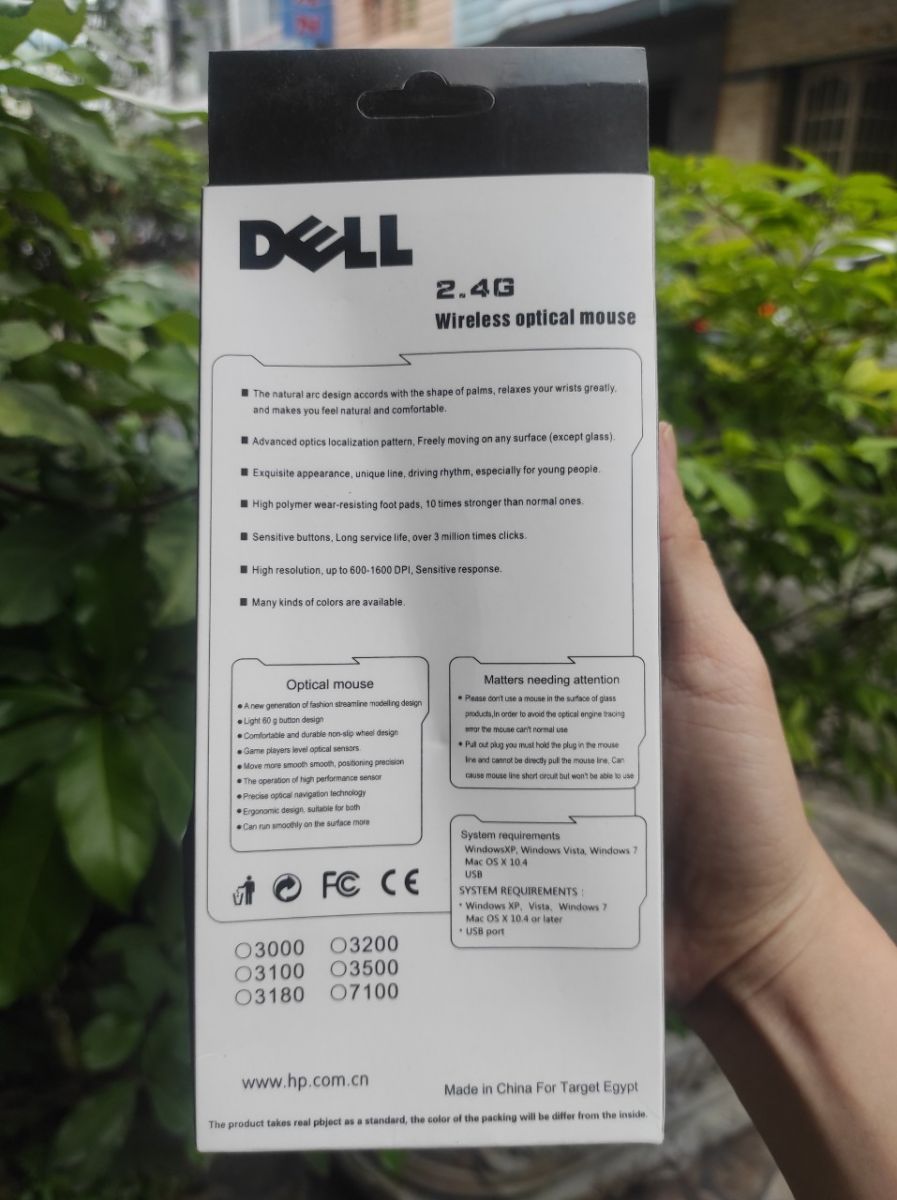 DELL
2.4G
Wireless optical mouse
■ The natural arc design accords with the shape of palms, relaxes your wrists greatly,
and makes you feel natural and comfortable.
■ Advanced optics localization pattern, Freely moving on any surface (except glass).
■ Exquisite appearance, unique line, driving rhythm, especially for young people.
■ High polymer wear-resisting foot pads, 10 times stronger than normal ones.
■ Sensitive buttons, Long service life, over 3 million times clicks.
■ High resolution, up to 600-1600 DPI, Sensitive response.
■ Many kinds of colors are available.
Optical mouse
• A new generation of fashion streamline modelling design
• Light 60 g button design
• Comfortable and durable non-slip wheel design
• Game players level optical sensors.
• Move more smooth smooth, positioning precision
• The operation of high performance sensor
• Precise optical navigation technology
• Ergonomic design, suitable for both
• Can run smoothly on the surface more
Matters needing attention
• Please don't use a mouse in the surface of glass
products,In order to avoid the optical engine tracing
error the mouse can't normal use
• Pull out plug you must hold the plug in the mouse
line and cannot be directly pull the mouse line, Can
cause mouse line short circuit but won't be able to use
System requirements
WindowsXP, Windows Vista, Windows 7
Mac OS X 10.4
USB
SYSTEM REQUIREMENTS :
• Windows XP, Vista, Windows 7
Mac OS X 10.4 or later
• USB port
FC CE
○3000 ○3200
○3100 ○3500
○3180 ○7100
www.hp.com.cn
Made in China For Target Egypt
The product takes real pbject as a standard, the color of the packing will be differ from the inside.